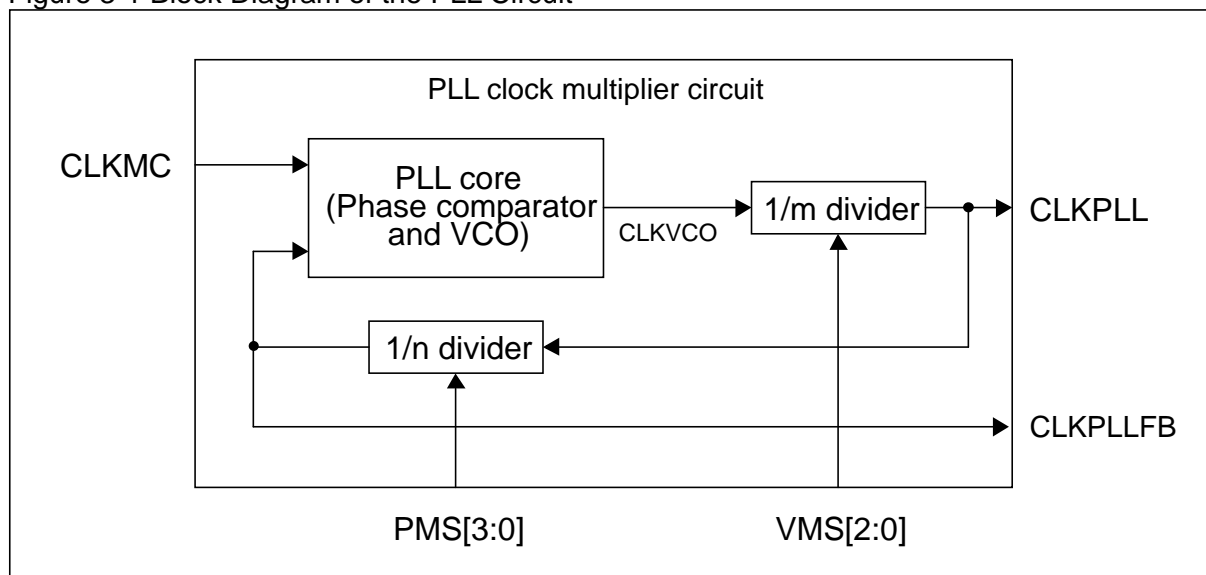 PLL clock multiplier circuit
CLKMC
PLL core
(Phase comparator
and VCO)
CLKVCO
1/m divider
CLKPLL
1/n divider
CLKPLLFB
PMS[3:0]
VMS[2:0]